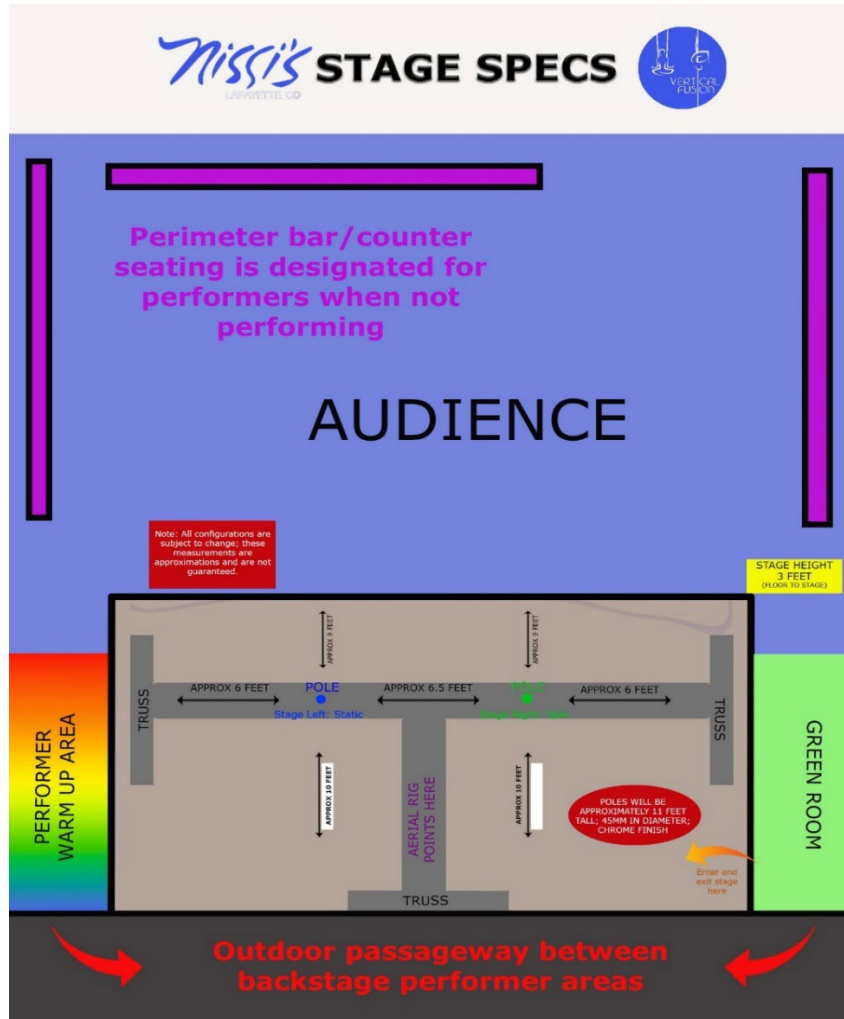 Nissi's STAGE SPECS
LAFAYETTE CO
VERTICAL
FUSION
Perimeter bar/counter
seating is designated for
performers when not
performing
AUDIENCE
Note: All configurations are
subject to change; these
measurements are
approximations and are not
guaranteed.
STAGE HEIGHT
3 FEET
(FLOOR TO STAGE)
APPROX 9 FEET
APPROX 9 FEET
TRUSS
APPROX 6 FEET
POLE
Stage Left: Static
APPROX 6.5 FEET
POLE
Stage Right:
APPROX 6 FEET
TRUSS
PERFORMER
WARM UP AREA
APPROX 10 FEET
AERIAL RIG
POINTS HERE
APPROX 10 FEET
POLES WILL BE
APPROXIMATELY 11 FEET
TALL; 45MM IN DIAMETER;
CHROME FINISH
Enter and
exit stage
here
GREEN ROOM
TRUSS
Outdoor passageway between
backstage performer areas